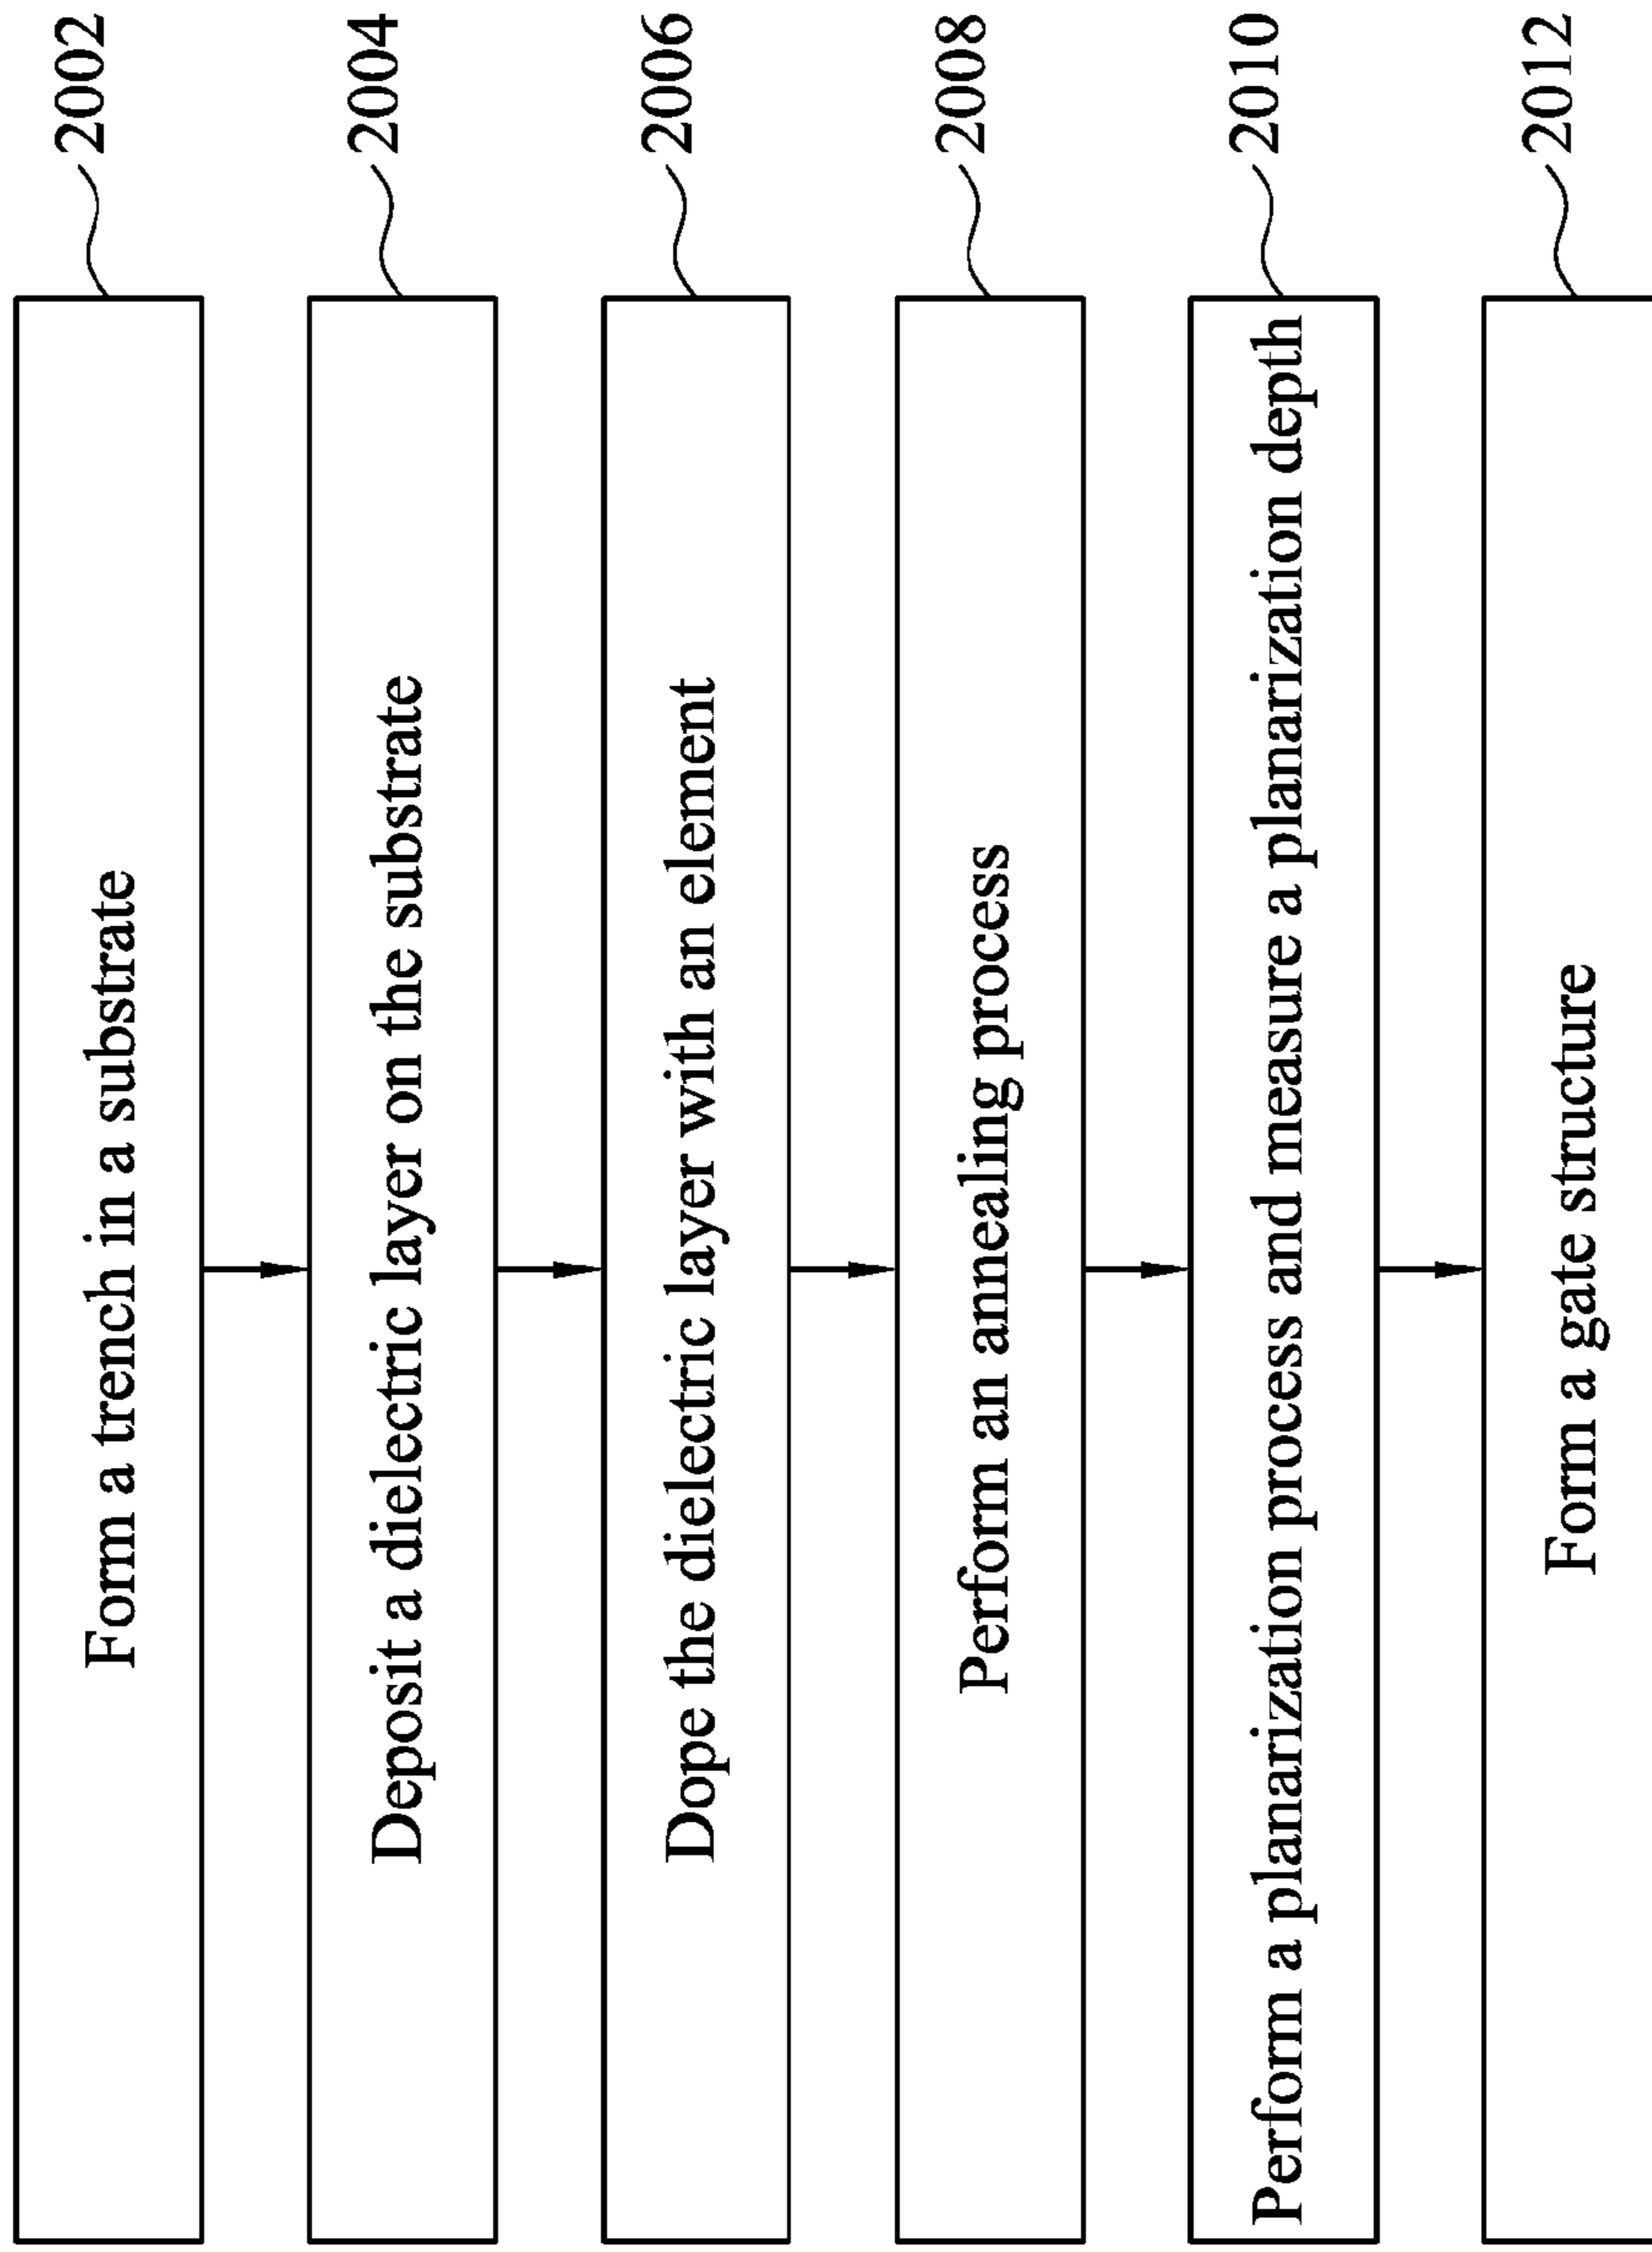 Form a trench in a substrate
2002
Deposit a dielectric layer on the substrate
2004
Dope the dielectric layer with an element
2006
Perform an annealing process
2008
Perform a planarization process and measure a planarization depth
2010
Form a gate structure
2012